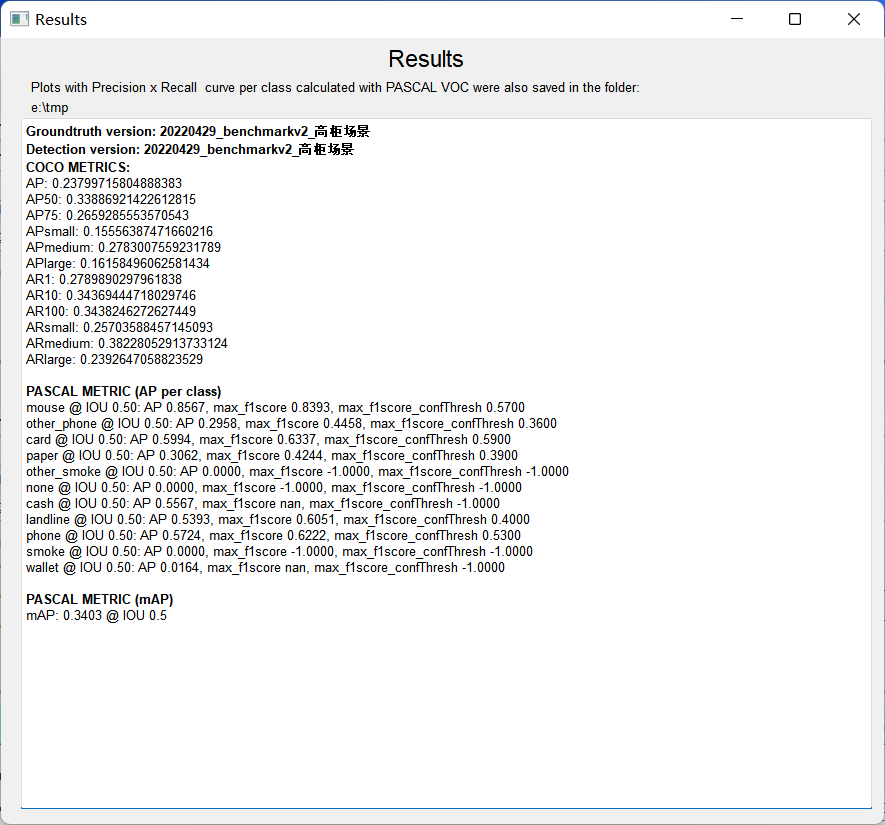 Results
Results
Plots with Precision x Recall  curve per class calculated with PASCAL VOC were also saved in the folder:
e:\tmp
Groundtruth version: 20220429_benchmarkv2_高柜场景
Detection version: 20220429_benchmarkv2_高柜场景
COCO METRICS:
AP: 0.23799715804888383
AP50: 0.33886921422612815
AP75: 0.2659285553570543
APsmall: 0.15556387471660216
APmedium: 0.2783007559231789
APlarge: 0.16158496062581434
AR1: 0.2789890297961838
AR10: 0.34369444718029746
AR100: 0.3438246272627449
ARsmall: 0.25703588457145093
ARmedium: 0.38228052913733124
ARlarge: 0.2392647058823529
PASCAL METRIC (AP per class)
mouse @ IOU 0.50: AP 0.8567, max_f1score 0.8393, max_f1score_confThresh 0.5700
other_phone @ IOU 0.50: AP 0.2958, max_f1score 0.4458, max_f1score_confThresh 0.3600
card @ IOU 0.50: AP 0.5994, max_f1score 0.6337, max_f1score_confThresh 0.5900
paper @ IOU 0.50: AP 0.3062, max_f1score 0.4244, max_f1score_confThresh 0.3900
other_smoke @ IOU 0.50: AP 0.0000, max_f1score -1.0000, max_f1score_confThresh -1.0000
none @ IOU 0.50: AP 0.0000, max_f1score -1.0000, max_f1score_confThresh -1.0000
cash @ IOU 0.50: AP 0.5567, max_f1score nan, max_f1score_confThresh -1.0000
landline @ IOU 0.50: AP 0.5393, max_f1score 0.6051, max_f1score_confThresh 0.4000
phone @ IOU 0.50: AP 0.5724, max_f1score 0.6222, max_f1score_confThresh 0.5300
smoke @ IOU 0.50: AP 0.0000, max_f1score -1.0000, max_f1score_confThresh -1.0000
wallet @ IOU 0.50: AP 0.0164, max_f1score nan, max_f1score_confThresh -1.0000
PASCAL METRIC (mAP)
mAP: 0.3403 @ IOU 0.5